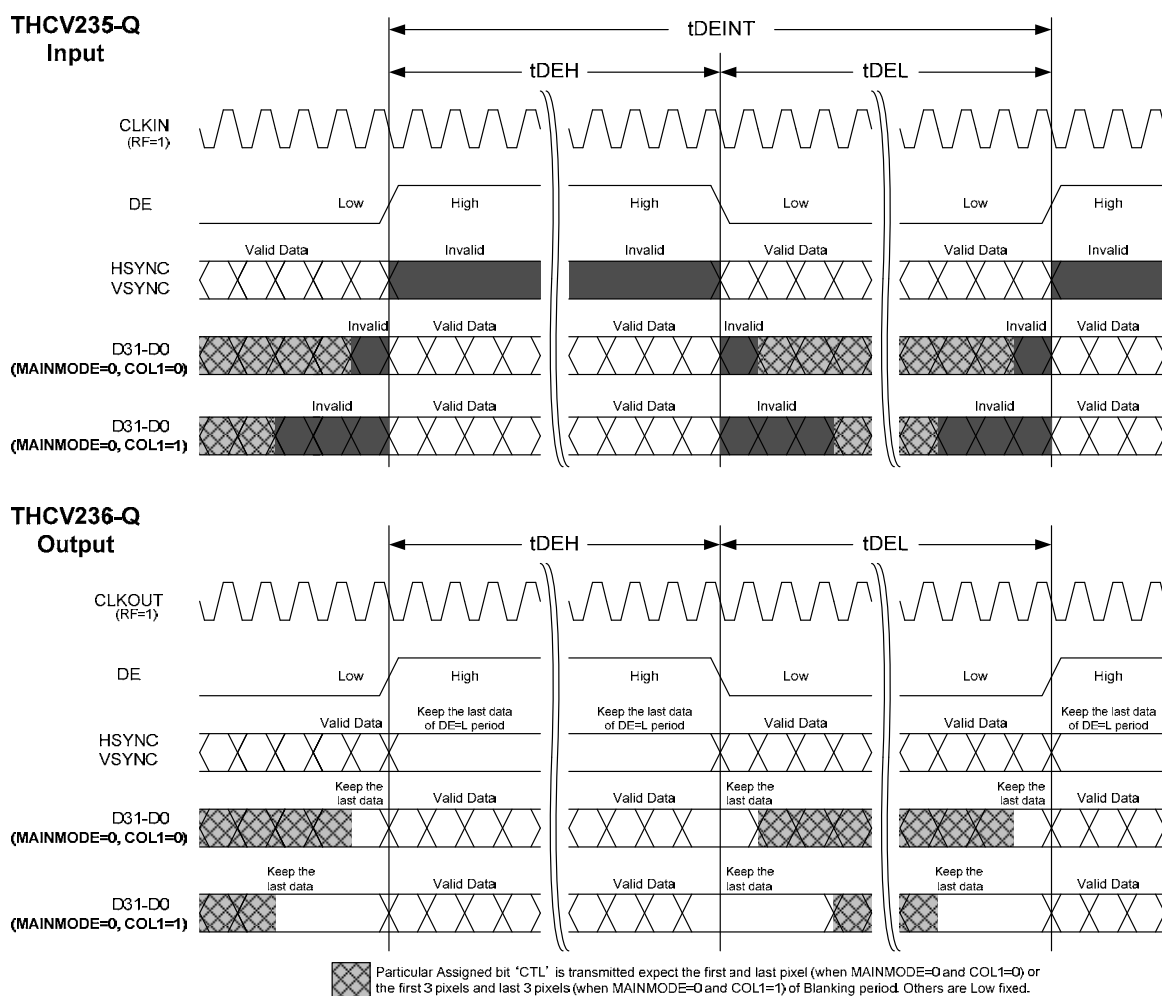 THCV235-Q
Input
tDEINT
tDEH
tDEL
CLKIN
(RF=1)
DE
Low
High
High
Low
Low
High
HSYNC
VSYNC
Valid Data
Invalid
Invalid
Valid Data
Valid Data
Invalid
D31-D0
(MAINMODE=0, COL1=0)
Invalid
Valid Data
Valid Data
Invalid
Valid Data
Invalid
Valid Data
D31-D0
(MAINMODE=0, COL1=1)
Invalid
Valid Data
Valid Data
Invalid
Invalid
Valid Data
THCV236-Q
Output
tDEH
tDEL
CLKOUT
(RF=1)
DE
Low
High
High
Low
Low
High
HSYNC
VSYNC
Valid Data
Keep the last data
of DE=L period
Keep the last data
of DE=L period
Valid Data
Valid Data
Keep the last data
of DE=L period
D31-D0
(MAINMODE=0, COL1=0)
Keep the
last data
Valid Data
Valid Data
Keep the
last data
Keep the
last data
Valid Data
D31-D0
(MAINMODE=0, COL1=1)
Keep the
last data
Valid Data
Valid Data
Keep the
last data
Keep the
last data
Valid Data
Particular Assigned bit 'CTL' is transmitted expect the first and last pixel (when MAINMODE=0 and COL1=0) or
the first 3 pixels and last 3 pixels (when MAINMODE=0 and COL1=1) of Blanking period. Others are Low fixed.